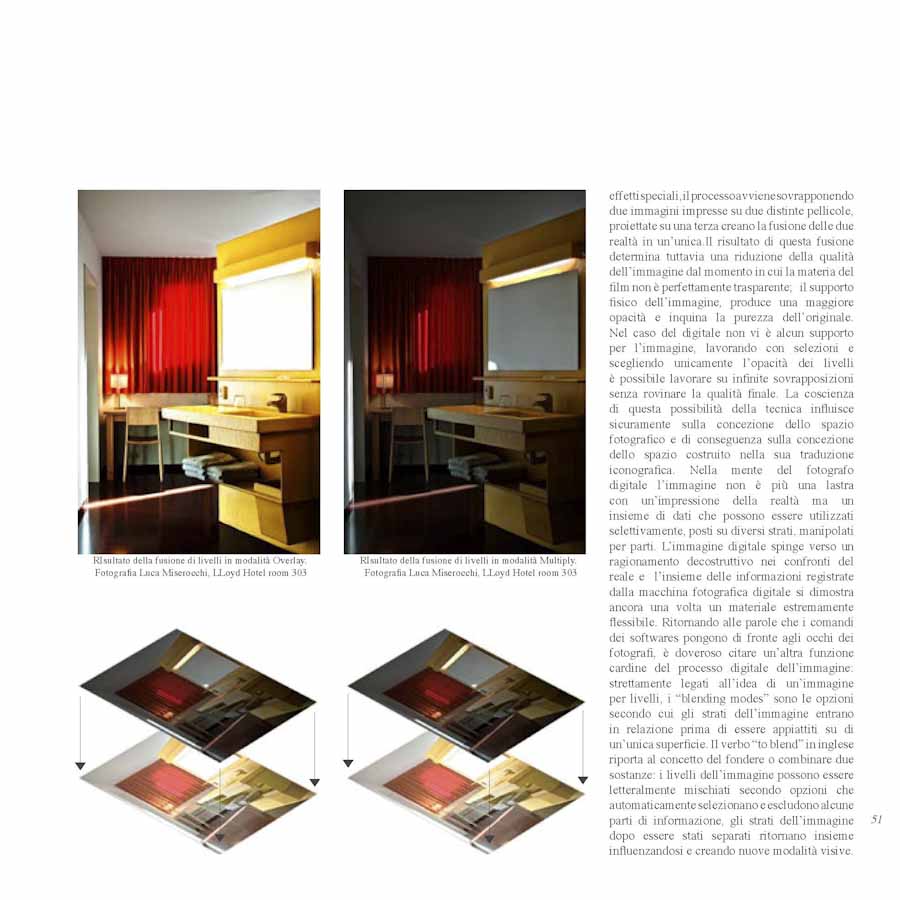 RIsultato della fusione di livelli in modalità Overlay.
Fotografia Luca Miserocchi, LLoyd Hotel room 303
RIsultato della fusione di livelli in modalità Multiply.
Fotografia Luca Miserocchi, LLoyd Hotel room 303
effetti speciali, il processo avviene sovrapponendo
due immagini impresse su due distinte pellicole,
proiettate su una terza creano la fusione delle due
realtà in un’unica.Il risultato di questa fusione
determina tuttavia una riduzione della qualità
dell’immagine dal momento in cui la materia del
film non è perfettamente trasparente; il supporto
fisico dell’immagine, produce una maggiore
opacità e inquina la purezza dell’originale.
Nel caso del digitale non vi è alcun supporto
per l’immagine, lavorando con selezioni e
scegliendo unicamente l’opacità dei livelli
è possibile lavorare su infinite sovrapposizioni
senza rovinare la qualità finale. La coscienza
di questa possibilità della tecnica influisce
sicuramente sulla concezione dello spazio
fotografico e di conseguenza sulla concezione
dello spazio costruito nella sua traduzione
iconografica. Nella mente del fotografo
digitale l’immagine non è più una lastra
con un’impressione della realtà ma un
insieme di dati che possono essere utilizzati
selettivamente, posti su diversi strati, manipolati
per parti. L’immagine digitale spinge verso un
ragionamento decostruttivo nei confronti del
reale e l’insieme delle informazioni registrate
dalla macchina fotografica digitale si dimostra
ancora una volta un materiale estremamente
flessibile. Ritornando alle parole che i comandi
dei softwares pongono di fronte agli occhi dei
fotografi, è doveroso citare un’altra funzione
cardine del processo digitale dell’immagine:
strettamente legati all’idea di un’immagine
per livelli, i “blending modes” sono le opzioni
secondo cui gli strati dell’immagine entrano
in relazione prima di essere appiattiti su di
un’unica superficie. Il verbo “to blend” in inglese
riporta al concetto del fondere o combinare due
sostanze: i livelli dell’immagine possono essere
letteralmente mischiati secondo opzioni che
automaticamente selezionano e escludono alcune
parti di informazione, gli strati dell’immagine
dopo essere stati separati ritornano insieme
influenzandosi e creando nuove modalità visive.
51